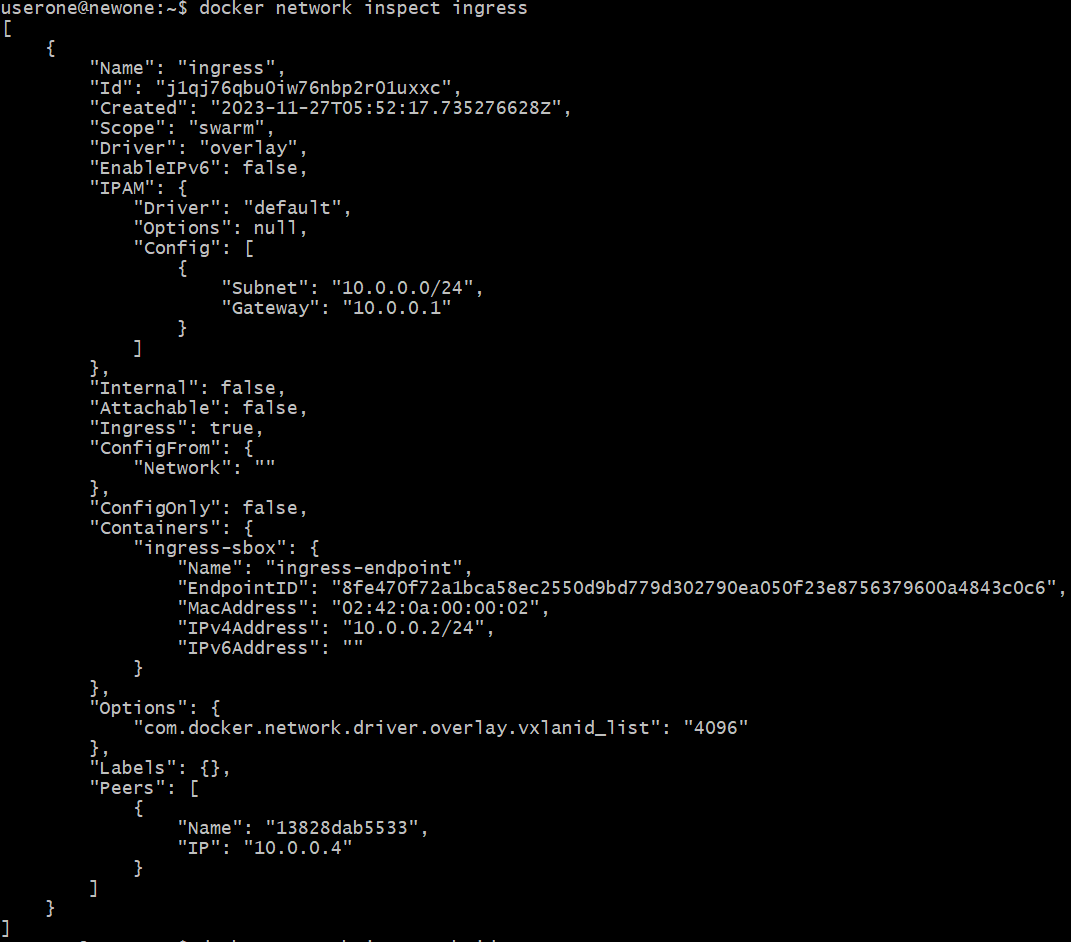 userone@newone:~$ docker network inspect ingress
[
    {
        "Name": "ingress",
        "Id": "j1qj76qbu0iw76nbp2r01uxxc",
        "Created": "2023-11-27T05:52:17.735276628Z",
        "Scope": "swarm",
        "Driver": "overlay",
        "EnableIPv6": false,
        "IPAM": {
            "Driver": "default",
            "Options": null,
            "Config": [
                {
                    "Subnet": "10.0.0.0/24",
                    "Gateway": "10.0.0.1"
                }
            ]
        },
        "Internal": false,
        "Attachable": false,
        "Ingress": true,
        "ConfigFrom": {
            "Network": ""
        },
        "ConfigOnly": false,
        "Containers": {
            "ingress-sbox": {
                "Name": "ingress-endpoint",
                "EndpointID": "8fe470f72a1bca58ec2550d9bd779d302790ea050f23e8756379600a4843c0c6",
                "MacAddress": "02:42:0a:00:00:02",
                "IPv4Address": "10.0.0.2/24",
                "IPv6Address": ""
            }
        },
        "Options": {
            "com.docker.network.driver.overlay.vxlanid_list": "4096"
        },
        "Labels": {},
        "Peers": [
            {
                "Name": "13828dab5533",
                "IP": "10.0.0.4"
            }
        ]
    }
]